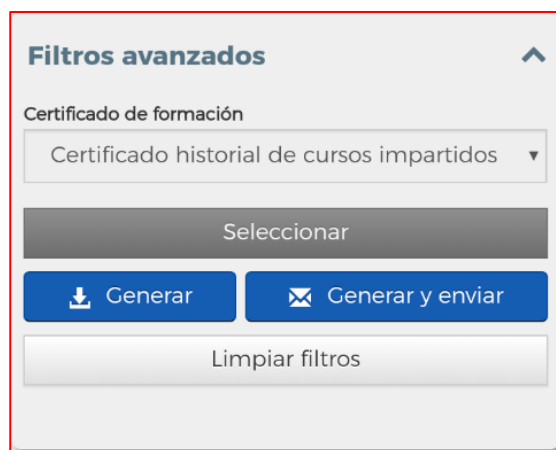 Filtros avanzados
Certificado de formación
Certificado historial de cursos impartidos
Seleccionar
Generar
Generar y enviar
Limpiar filtros